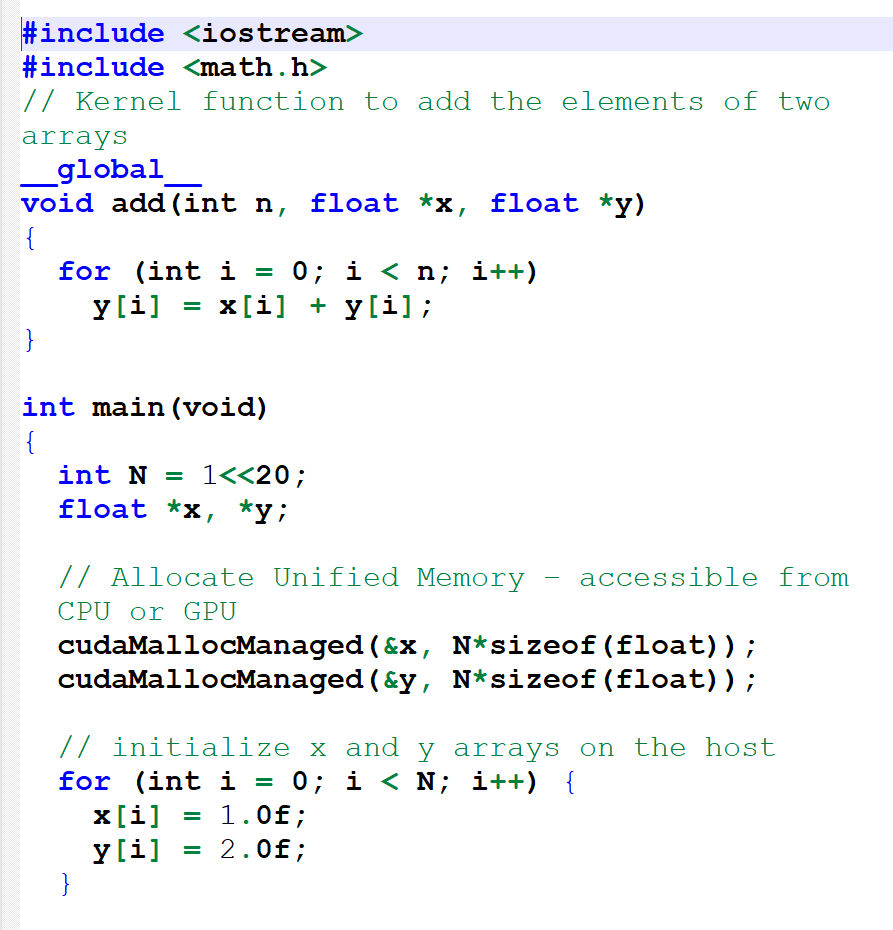 #include <iostream>
#include <math.h>
// Kernel function to add the elements of two
arrays
__global__
void add(int n, float *x, float *y)
{
  for (int i = 0; i < n; i++)
    y[i] = x[i] + y[i];
}

int main(void)
{
  int N = 1<<20;
  float *x, *y;

  // Allocate Unified Memory – accessible from
  CPU or GPU
  cudaMallocManaged(&x, N*sizeof(float));
  cudaMallocManaged(&y, N*sizeof(float));

  // initialize x and y arrays on the host
  for (int i = 0; i < N; i++) {
    x[i] = 1.0f;
    y[i] = 2.0f;
  }